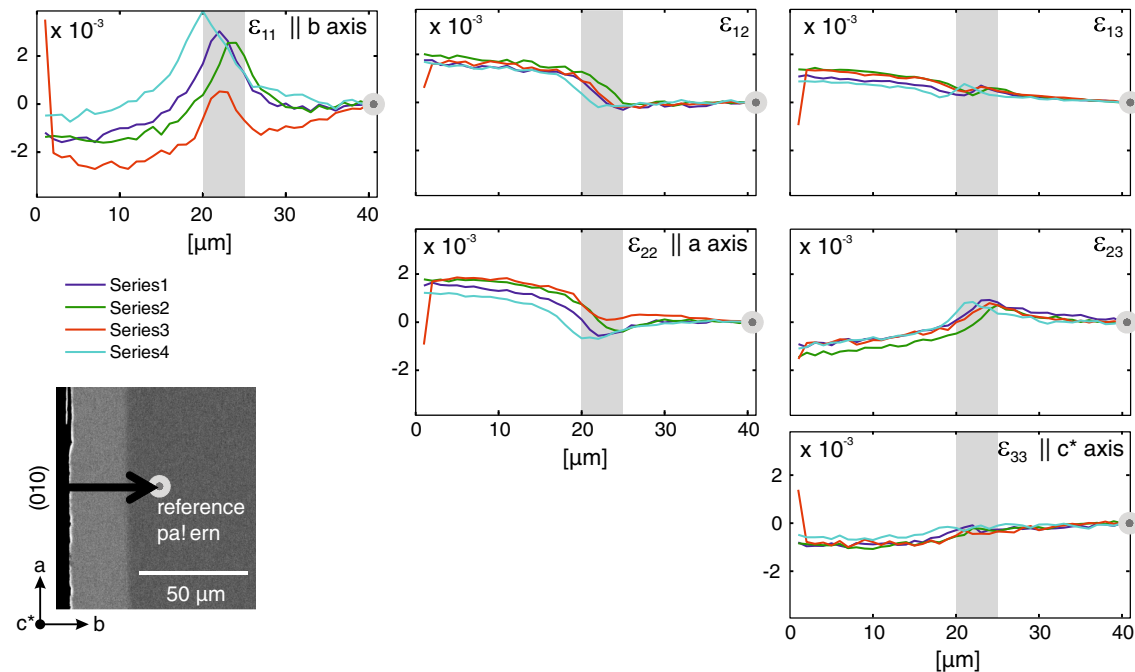 x 10⁻³
ε₁₁ || b axis
2
0
-2
0 10 20 30 40
[µm]
x 10⁻³
ε₁₂
x 10⁻³
ε₁₃
x 10⁻³
ε₂₂ || a axis
2
0
-2
0 10 20 30 40
[µm]
x 10⁻³
ε₂₃
x 10⁻³
ε₃₃ || c* axis
2
0
-2
0 10 20 30 40
[µm]
Series1
Series2
Series3
Series4
(010)
reference
pa! ern
50 µm
a
c*
b